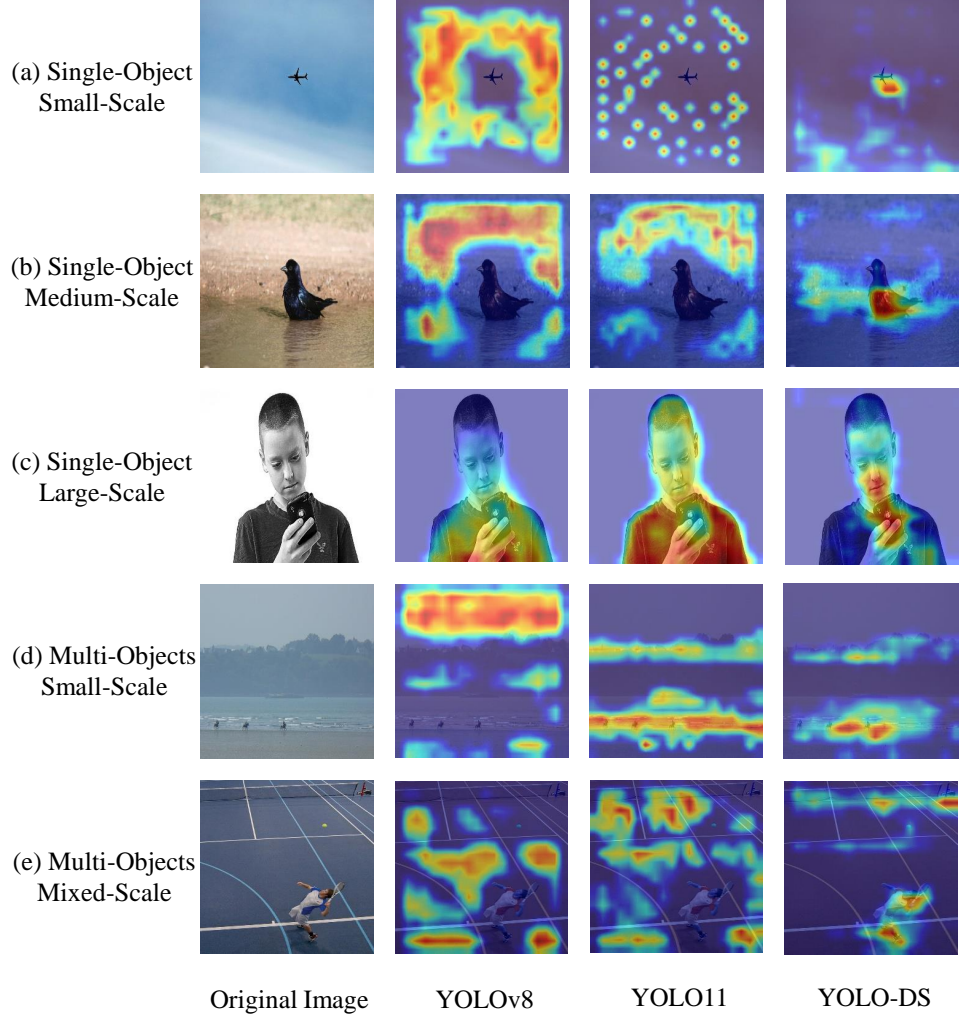 (a) Single-Object
Small-Scale
(b) Single-Object
Medium-Scale
(c) Single-Object
Large-Scale
(d) Multi-Objects
Small-Scale
(e) Multi-Objects
Mixed-Scale
Original Image
YOLOv8
YOLO11
YOLO-DS